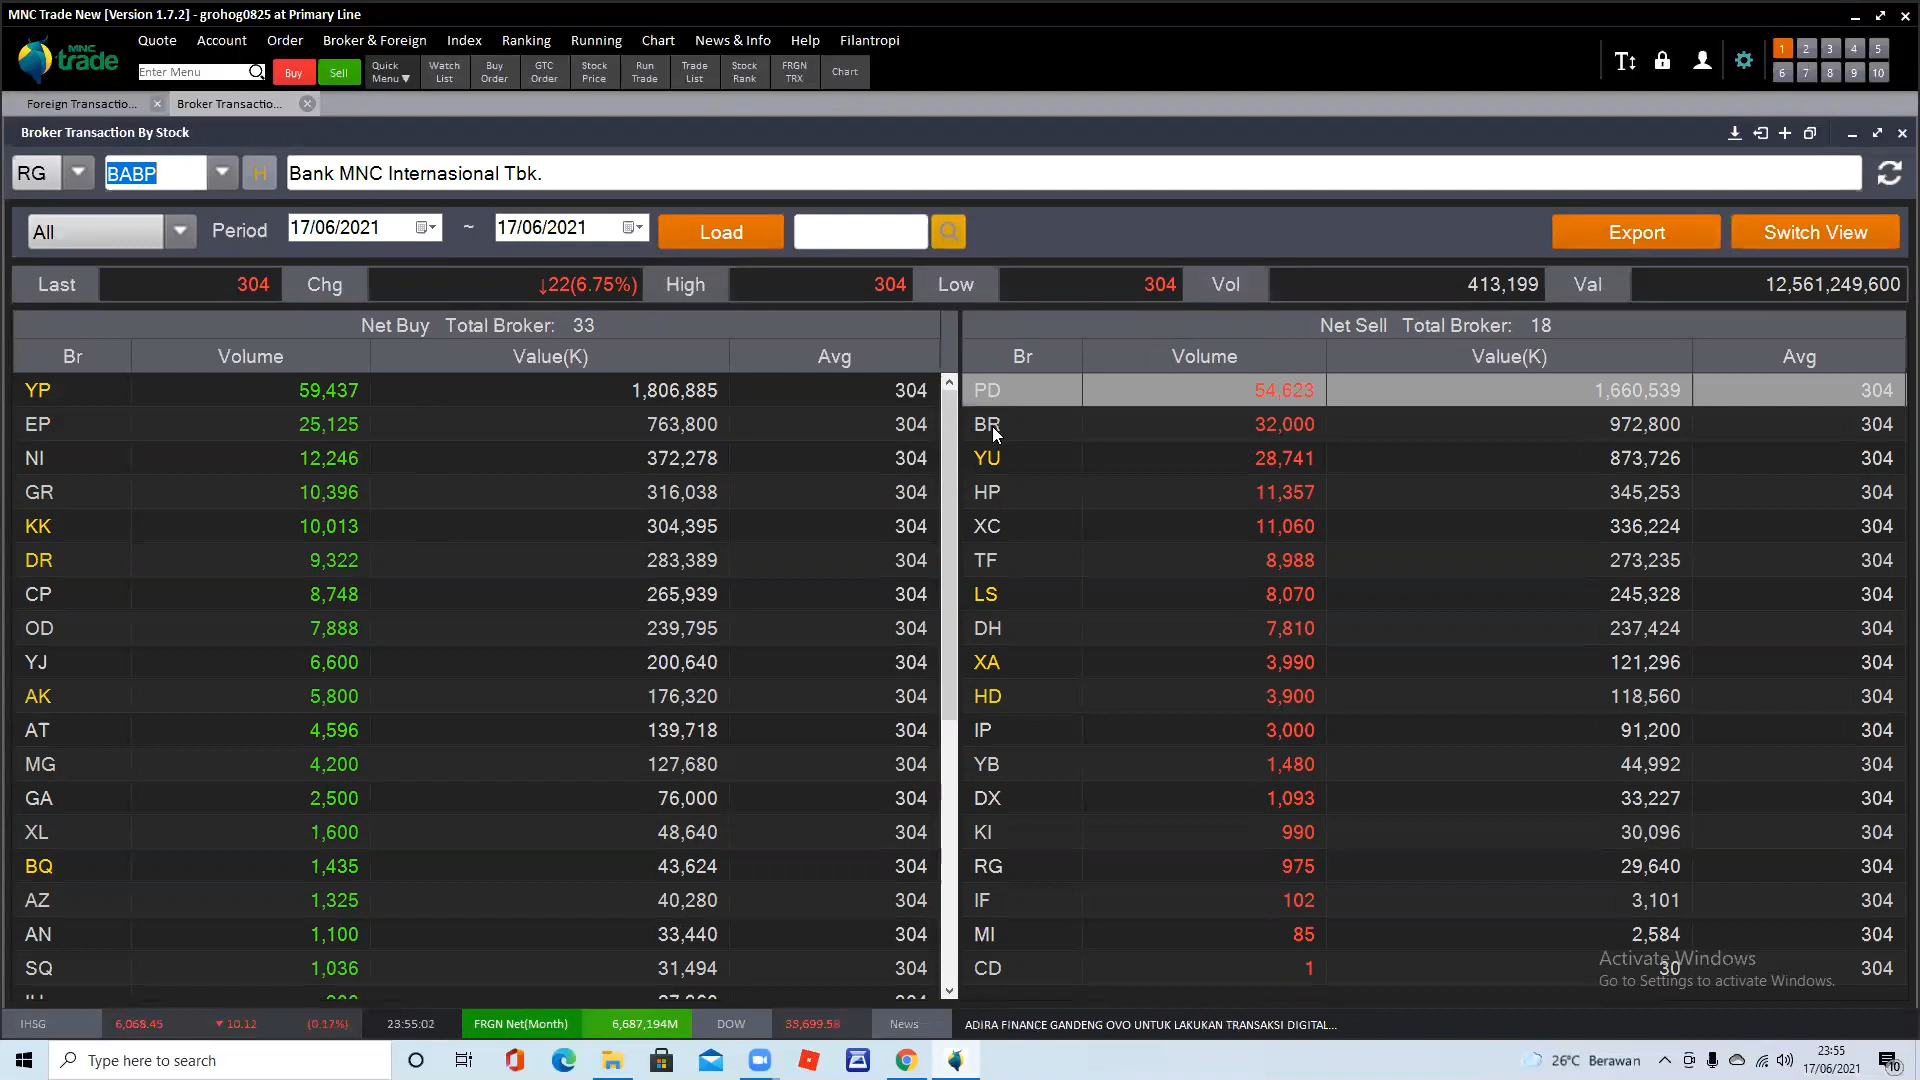 MNC Trade New [Version 1.7.2] - grohog0825 at Primary Line
MNC trade
Quote Account Order Broker & Foreign Index Ranking Running Chart News & Info Help Filantropi
Enter Menu Buy Sell Quick Menu ▼ Watch List Buy Order GTC Order Stock Price Run Trade Trade List Stock Rank FRGN TRX Chart
1 2 3 4 5
6 7 8 9 10
Foreign Transactio... Broker Transactio...
Broker Transaction By Stock
RG BABP H Bank MNC Internasional Tbk.
All Period 17/06/2021 ~ 17/06/2021 Load Export Switch View
Last 304 Chg ↓22(6.75%) High 304 Low 304 Vol 413,199 Val 12,561,249,600
Net Buy Total Broker: 33 Net Sell Total Broker: 18
Br Volume Value(K) Avg Br Volume Value(K) Avg
YP 59,437 1,806,885 304 PD 54,623 1,660,539 304
EP 25,125 763,800 304 BR 32,000 972,800 304
NI 12,246 372,278 304 YU 28,741 873,726 304
GR 10,396 316,038 304 HP 11,357 345,253 304
KK 10,013 304,395 304 XC 11,060 336,224 304
DR 9,322 283,389 304 TF 8,988 273,235 304
CP 8,748 265,939 304 LS 8,070 245,328 304
OD 7,888 239,795 304 DH 7,810 237,424 304
YJ 6,600 200,640 304 XA 3,990 121,296 304
AK 5,800 176,320 304 HD 3,900 118,560 304
AT 4,596 139,718 304 IP 3,000 91,200 304
MG 4,200 127,680 304 YB 1,480 44,992 304
GA 2,500 76,000 304 DX 1,093 33,227 304
XL 1,600 48,640 304 KI 990 30,096 304
BQ 1,435 43,624 304 RG 975 29,640 304
AZ 1,325 40,280 304 IF 102 3,101 304
AN 1,100 33,440 304 MI 85 2,584 304
SQ 1,036 31,494 304 CD 1 30 304
Activate Windows
Go to Settings to activate Windows.
IHSG 6,068.45 ▼10.12 (0.17%) 23:55:02 FRGN Net(Month) 6,687,194M DOW 33,699.58 News ADIRA FINANCE GANDENG OVO UNTUK LAKUKAN TRANSAKSI DIGITAL...
Type here to search 26°C Berawan 23:55
17/06/2021 10